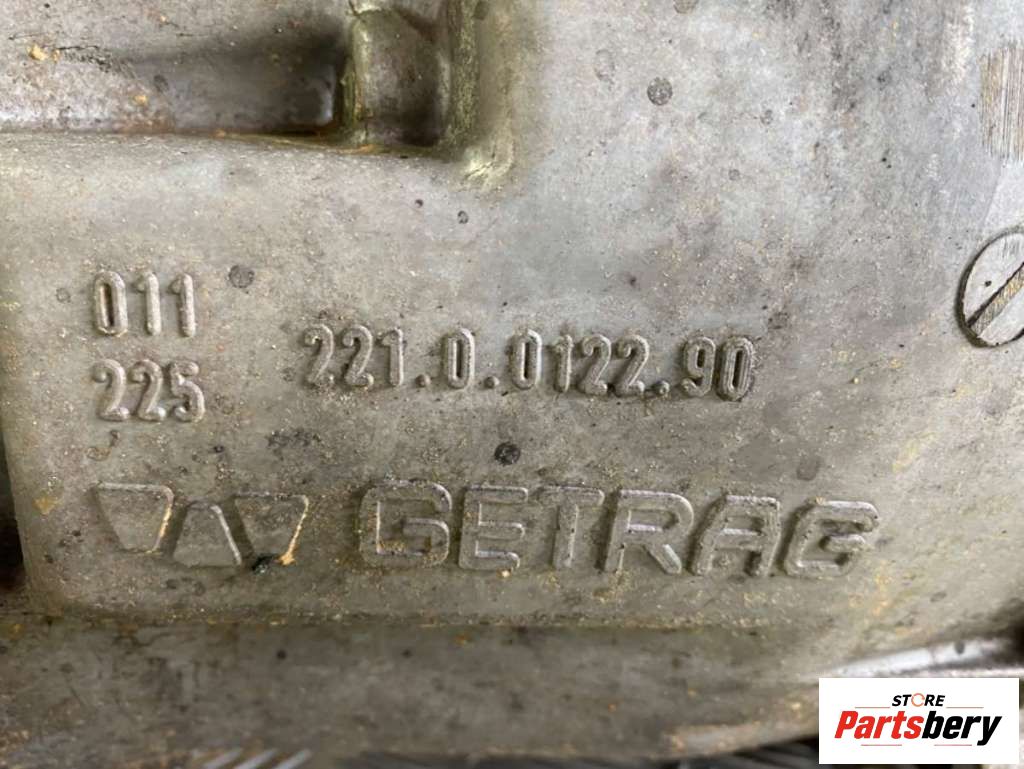 011
225
221.0.0122.90
GETRAG
STORE
Partsbery